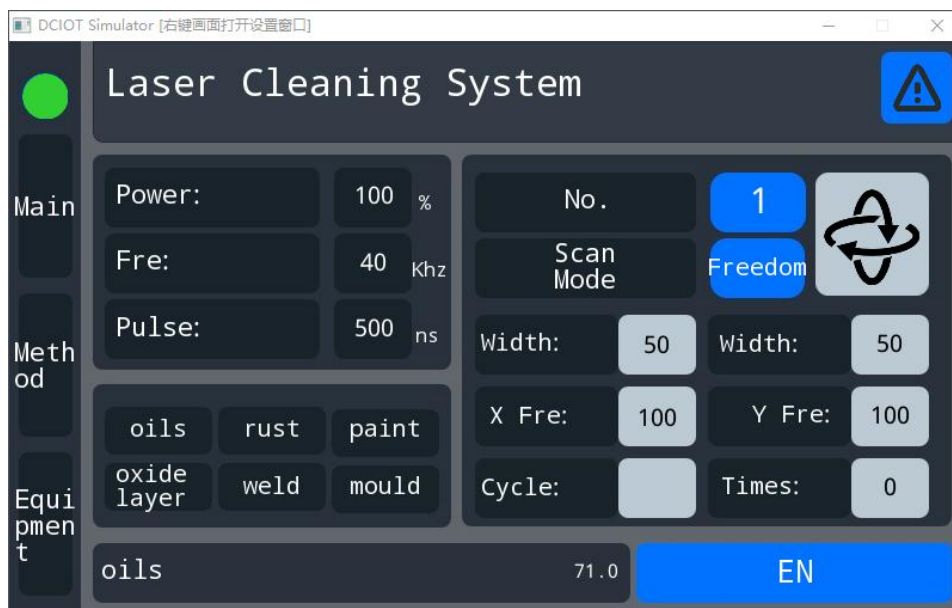 DCIOT Simulator [右键画面打开设置窗口]
Laser Cleaning System
Main
Meth
od
Equi
pmen
t
Power: 100 %
Fre: 40 Khz
Pulse: 500 ns
oils rust paint
oxide
layer
weld mould
No. 1
Scan
Mode
Freedom
Width: 50 Width: 50
X Fre: 100 Y Fre: 100
Cycle: Times: 0
oils 71.0
EN